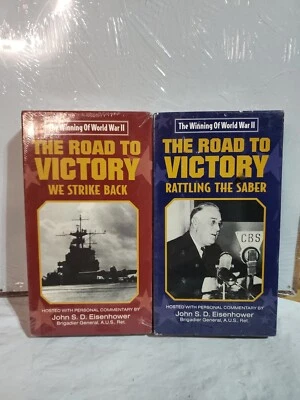 The Winning Of World War II
THE ROAD TO
VICTORY
WE STRIKE BACK
HOSTED WITH PERSONAL COMMENTARY BY
John S. D. Eisenhower
Brigadier General, A.U.S., Ret.
The Winning Of World War II
THE ROAD TO
VICTORY
RATTLING THE SABER
CBS
HOSTED WITH PERSONAL COMMENTARY BY
John S. D. Eisenhower
Brigadier General, A.U.S., Ret.